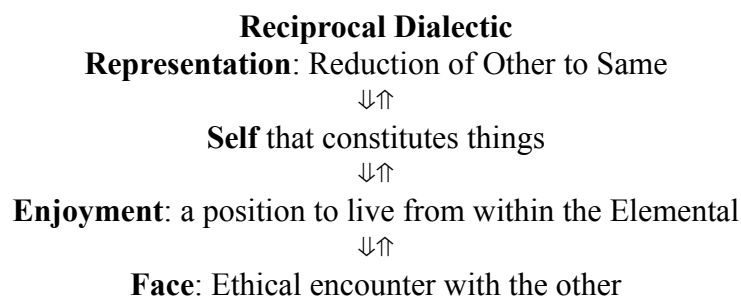 Reciprocal Dialectic
Representation: Reduction of Other to Same
⇓⇑
Self that constitutes things
⇓⇑
Enjoyment: a position to live from within the Elemental
⇓⇑
Face: Ethical encounter with the other